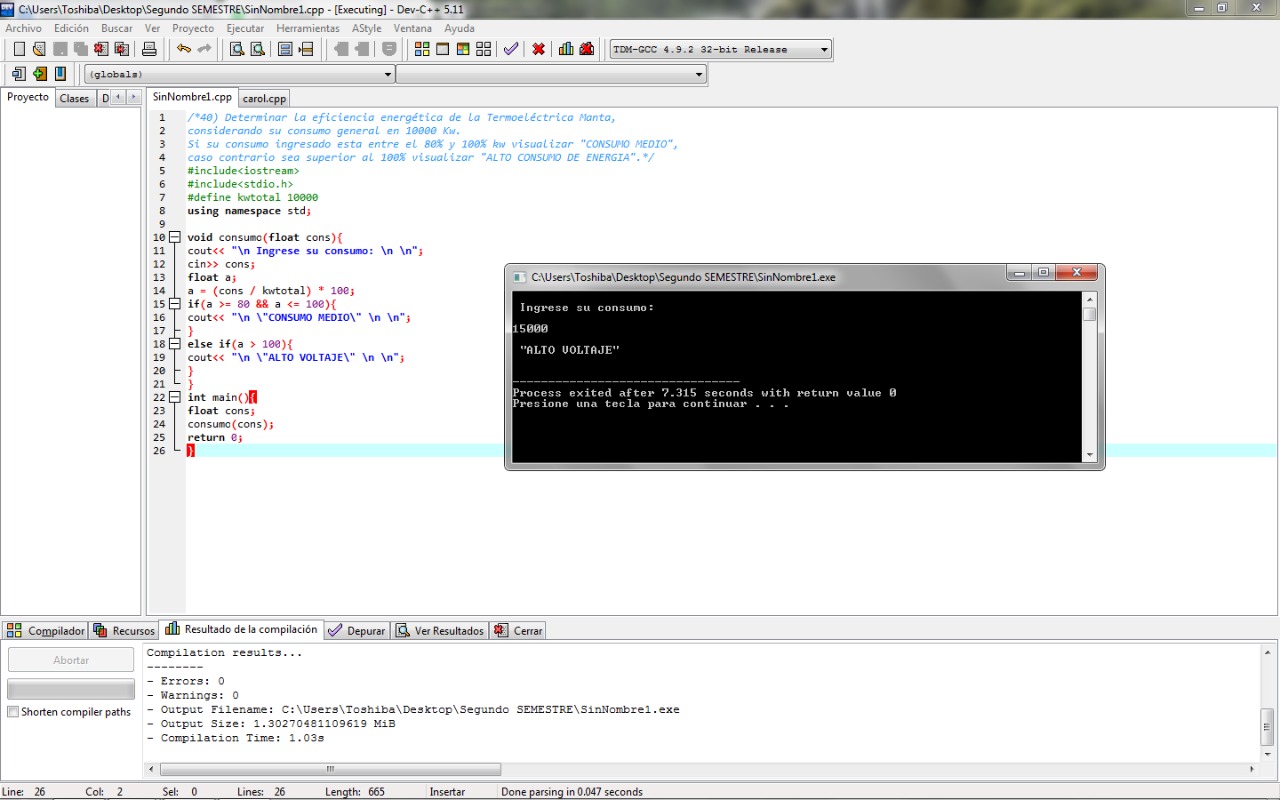 C:\Users\Toshiba\Desktop\Segundo SEMESTRE\SinNombre1.cpp - [Executing] - Dev-C++ 5.11
Archivo Edición Buscar Ver Proyecto Ejecutar Herramientas AStyle Ventana Ayuda
TDM-GCC 4.9.2 32-bit Release
(globals)
Proyecto Clases D
SinNombre1.cpp carol.cpp
1 /*40) Determinar la eficiencia energética de la Termoeléctrica Manta,
2 considerando su consumo general en 10000 Kw.
3 Si su consumo ingresado esta entre el 80% y 100% kw visualizar "CONSUMO MEDIO",
4 caso contrario sea superior al 100% visualizar "ALTO CONSUMO DE ENERGIA".*/
5 #include<iostream>
6 #include<stdio.h>
7 #define kwtotal 10000
8 using namespace std;
9
10 void consumo(float cons){
11 cout<< "\n Ingrese su consumo: \n \n";
12 cin>> cons;
13 float a;
14 a = (cons / kwtotal) * 100;
15 if(a >= 80 && a <= 100){
16 cout<< "\n \"CONSUMO MEDIO\" \n \n";
17 }
18 else if(a > 100){
19 cout<< "\n \"ALTO VOLTAJE\" \n \n";
20 }
21 }
22 int main(){
23 float cons;
24 consumo(cons);
25 return 0;
26 }
C:\Users\Toshiba\Desktop\Segundo SEMESTRE\SinNombre1.exe
Ingrese su consumo:
15000
"ALTO VOLTAJE"
--------------------------------
Process exited after 7.315 seconds with return value 0
Presione una tecla para continuar . . .
Compilador Recursos Resultado de la compilación Depurar Ver Resultados Cerrar
Abortar
Shorten compiler paths
Compilation results...
--------
- Errors: 0
- Warnings: 0
- Output Filename: C:\Users\Toshiba\Desktop\Segundo SEMESTRE\SinNombre1.exe
- Output Size: 1.30270481109619 MiB
- Compilation Time: 1.03s
Line: 26 Col: 2 Sel: 0 Lines: 26 Length: 665 Insertar Done parsing in 0.047 seconds